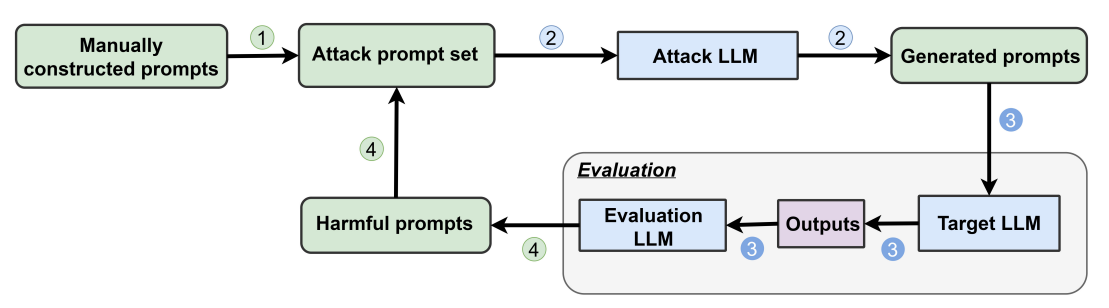 Manually
constructed prompts
1
Attack prompt set
2
Attack LLM
2
Generated prompts
3
4
Evaluation
Harmful prompts
4
Evaluation
LLM
3
Outputs
3
Target LLM